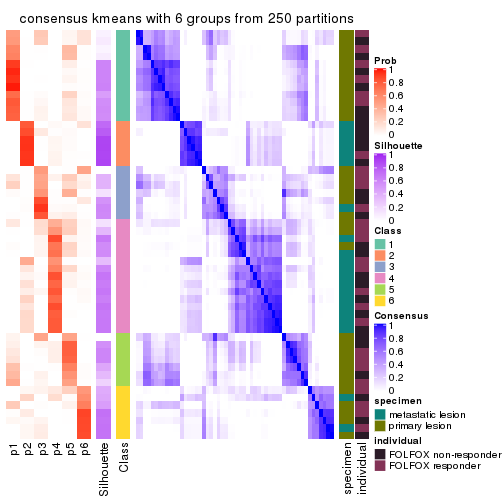 consensus kmeans with 6 groups from 250 partitions
Prob
1
0.8
0.6
0.4
0.2
0
Silhouette
1
0.8
0.6
0.4
0.2
0
Class
1
2
3
4
5
6
Consensus
1
0.8
0.6
0.4
0.2
0
specimen
metastatic lesion
primary lesion
individual
FOLFOX non-responder
FOLFOX responder
p1
p2
p3
p4
p5
p6
Silhouette
Class
specimen
individual